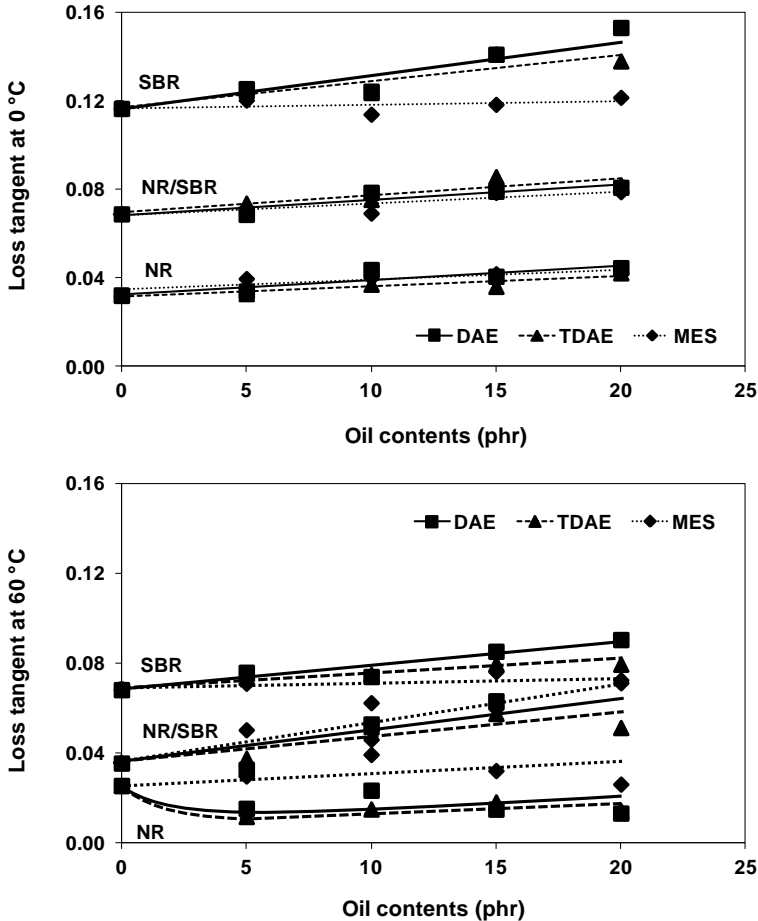 0.16
0.12
0.08
0.04
0.00
Loss tangent at 0 °C
SBR
NR/SBR
NR
DAE TDAE MES
0 5 10 15 20 25
Oil contents (phr)
0.16
0.12
0.08
0.04
0.00
Loss tangent at 60 °C
DAE TDAE MES
SBR
NR/SBR
NR
0 5 10 15 20 25
Oil contents (phr)